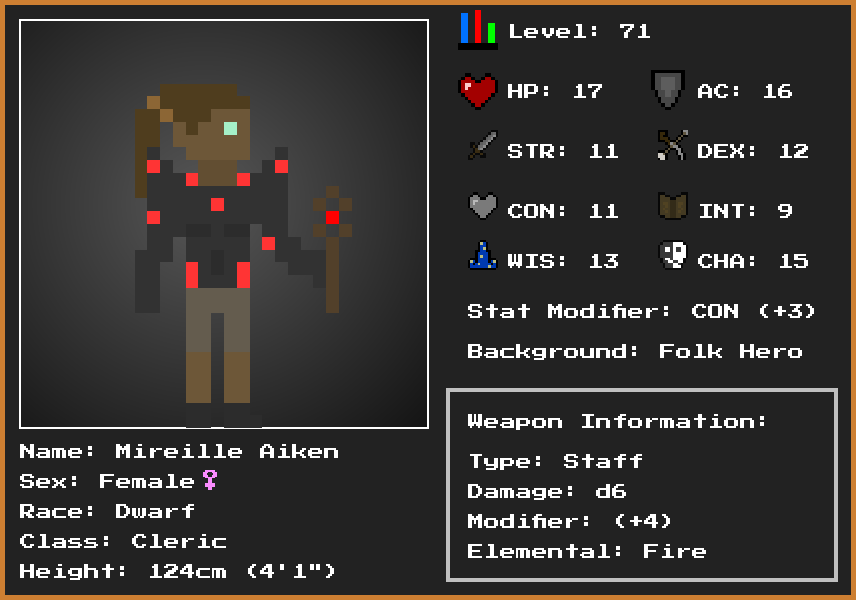 Level: 71
HP: 17 AC: 16
STR: 11 DEX: 12
CON: 11 INT: 9
WIS: 13 CHA: 15
Stat Modifier: CON (+3)
Background: Folk Hero
Weapon Information:
Type: Staff
Damage: d6
Modifier: (+4)
Elemental: Fire
Name: Mireille Aiken
Sex: Female♀
Race: Dwarf
Class: Cleric
Height: 124cm (4'1")